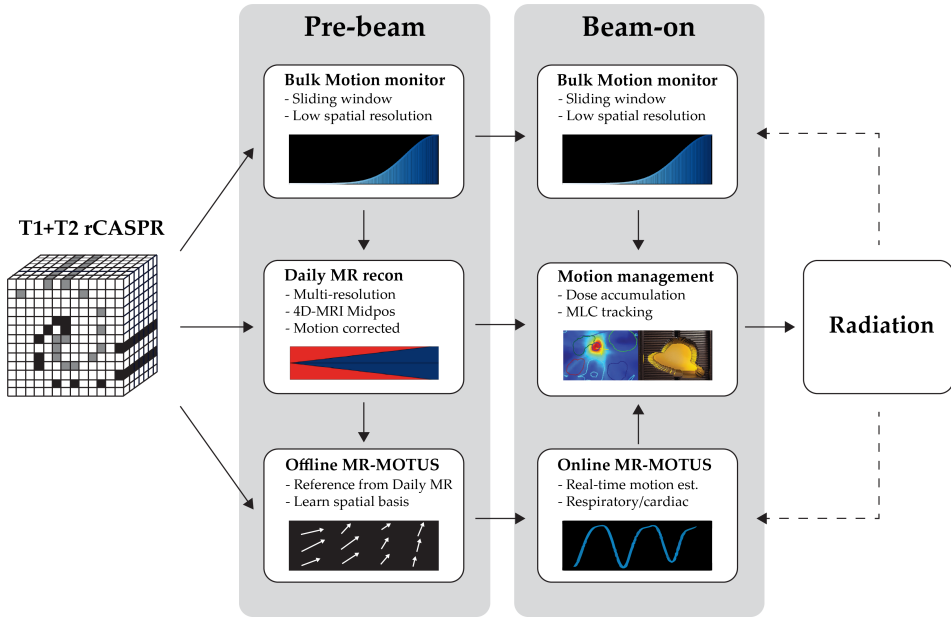 Pre-beam
Beam-on
T1+T2 rCASPR
Bulk Motion monitor
- Sliding window
- Low spatial resolution
Daily MR recon
- Multi-resolution
- 4D-MRI Midpos
- Motion corrected
Offline MR-MOTUS
- Reference from Daily MR
- Learn spatial basis
Bulk Motion monitor
- Sliding window
- Low spatial resolution
Motion management
- Dose accumulation
- MLC tracking
Online MR-MOTUS
- Real-time motion est.
- Respiratory/cardiac
Radiation